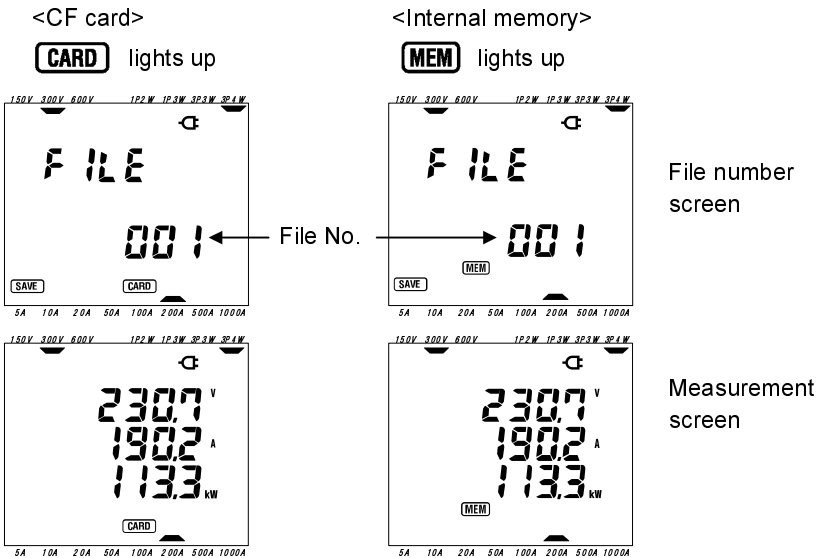 <CF card>
CARD lights up
150V 300V 600V 1P2W 1P3W 3P3W 3P4W
FILE
001
SAVE CARD
5A 10A 20A 50A 100A 200A 500A 1000A
<Internal memory>
MEM lights up
150V 300V 600V 1P2W 1P3W 3P3W 3P4W
FILE
001
MEM
SAVE
5A 10A 20A 50A 100A 200A 500A 1000A
File No.
File number
screen
150V 300V 600V 1P2W 1P3W 3P3W 3P4W
230.7 V
190.2 A
113.3 kW
CARD
5A 10A 20A 50A 100A 200A 500A 1000A
150V 300V 600V 1P2W 1P3W 3P3W 3P4W
230.7 V
190.2 A
113.3 kW
MEM
5A 10A 20A 50A 100A 200A 500A 1000A
Measurement
screen